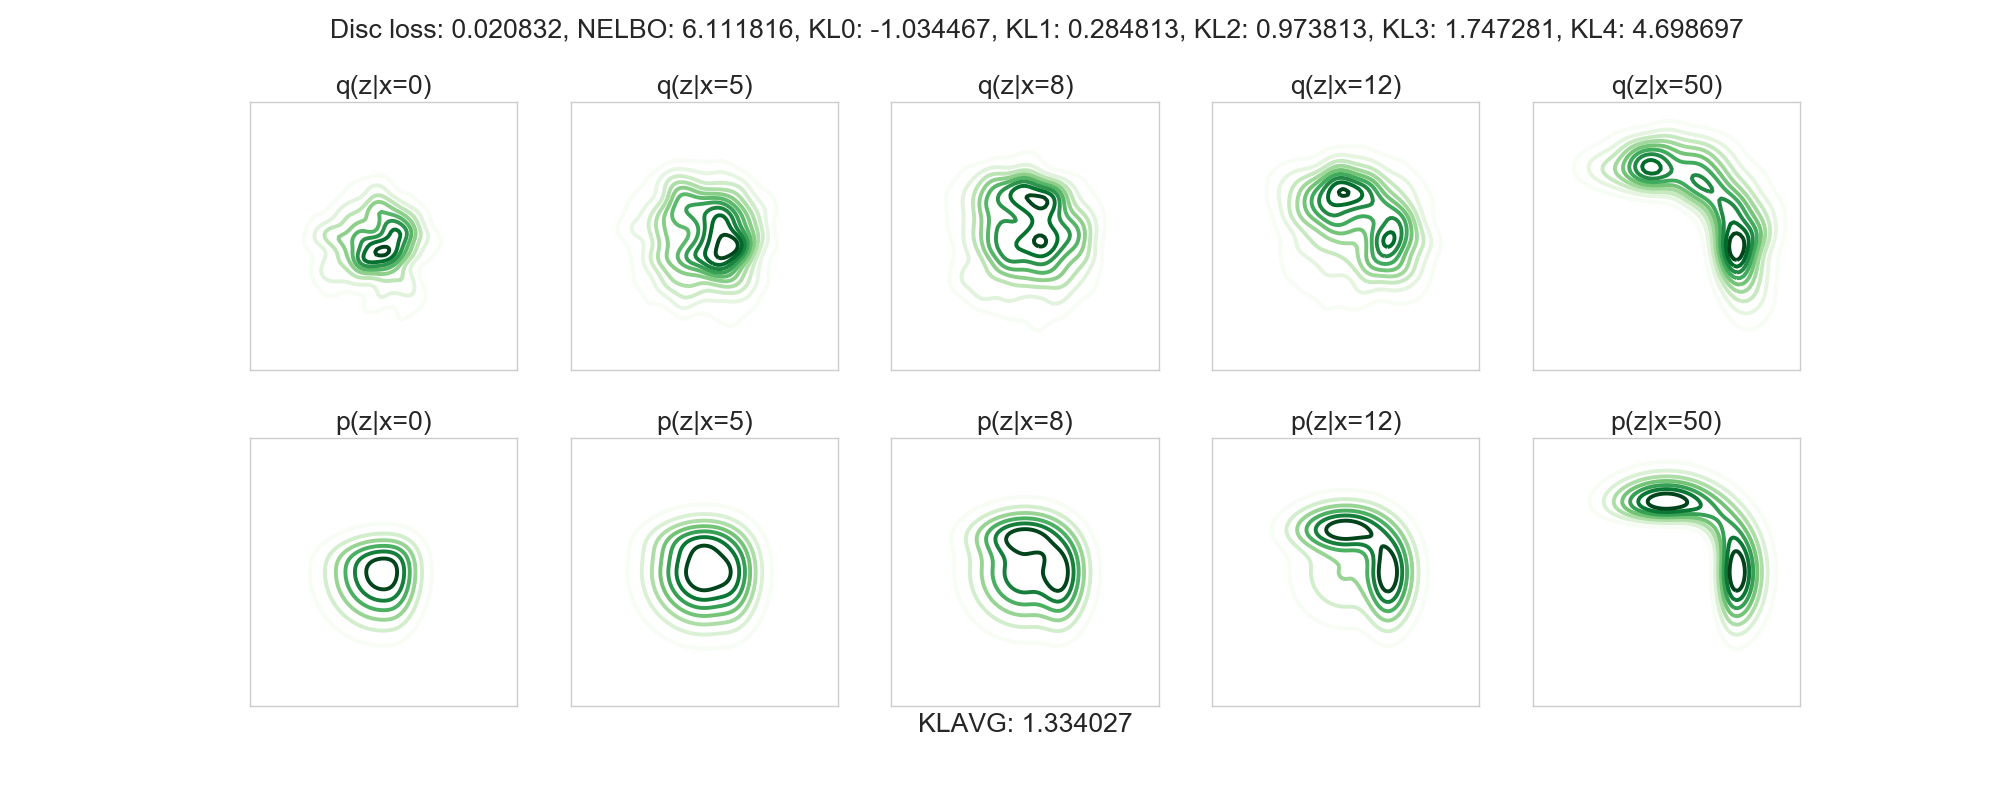 Disc loss: 0.020832, NELBO: 6.111816, KL0: -1.034467, KL1: 0.284813, KL2: 0.973813, KL3: 1.747281, KL4: 4.698697
q(z|x=0) q(z|x=5) q(z|x=8) q(z|x=12) q(z|x=50)
p(z|x=0) p(z|x=5) p(z|x=8) p(z|x=12) p(z|x=50)
KLAVG: 1.334027